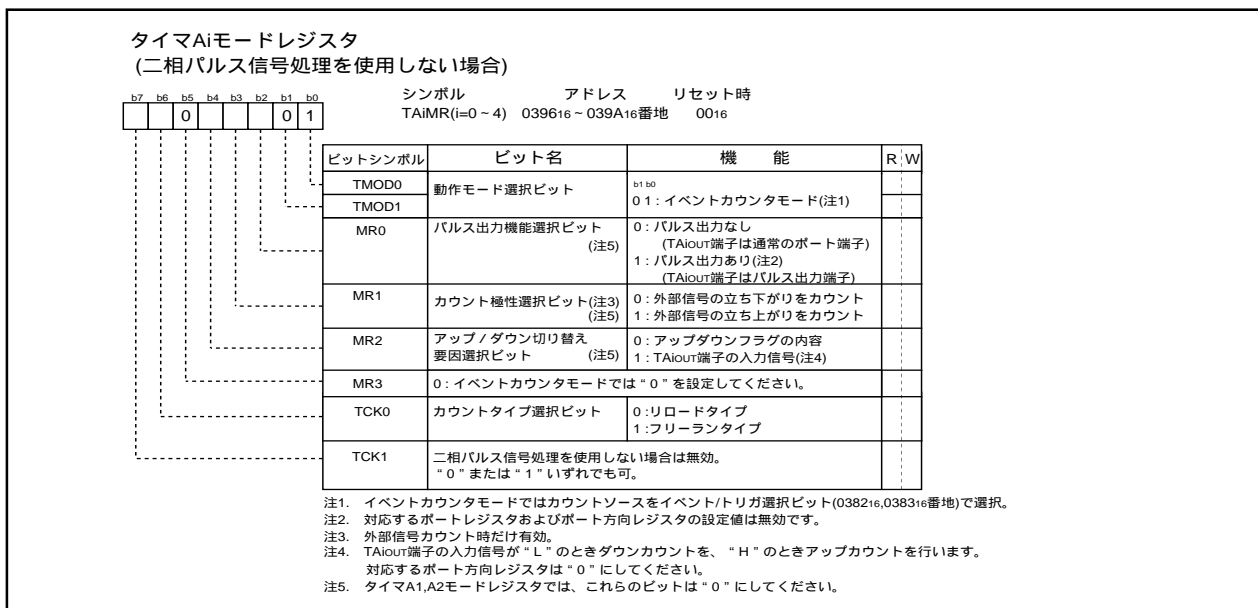 タイマAiモードレジスタ
(二相パルス信号処理を使用しない場合)
b7 b6 b5 b4 b3 b2 b1 b0
0 0 1
シンボル アドレス リセット時
TAiMR(i=0～4) 039616～039A16番地 0016
ビットシンボル ビット名 機 能 R W
TMOD0
TMOD1
動作モード選択ビット
b1 b0
0 1 : イベントカウンタモード(注1)
MR0
パルス出力機能選択ビット
(注5)
0 : パルス出力なし
(TAiOUT端子は通常のポート端子)
1 : パルス出力あり(注2)
(TAiOUT端子はパルス出力端子)
MR1
カウント極性選択ビット(注3)
(注5)
0 : 外部信号の立ち下がりをカウント
1 : 外部信号の立ち上がりをカウント
MR2
アップ / ダウン切り替え
要因選択ビット (注5)
0 : アップダウンフラグの内容
1 : TAiOUT端子の入力信号(注4)
MR3 0 : イベントカウンタモードでは“0”を設定してください。
TCK0
カウントタイプ選択ビット
0 :リロードタイプ
1 :フリーランタイプ
TCK1
二相パルス信号処理を使用しない場合は無効。
“0”または“1”いずれでも可。
注1. イベントカウンタモードではカウントソースをイベント/トリガ選択ビット(038216,038316番地)で選択。
注2. 対応するポートレジスタおよびポート方向レジスタの設定値は無効です。
注3. 外部信号カウント時だけ有効。
注4. TAiOUT端子の入力信号が“L”のときダウンカウントを、“H”のときアップカウントを行います。
対応するポート方向レジスタは“0”にしてください。
注5. タイマA1,A2モードレジスタでは、これらのビットは“0”にしてください。